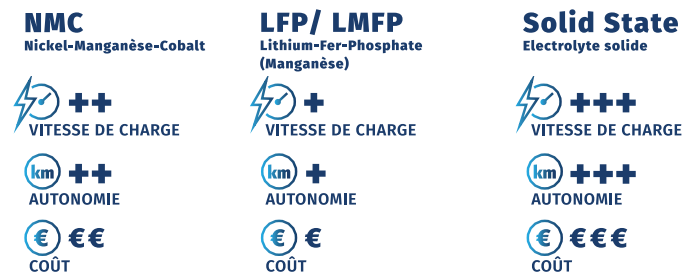 NMC
Nickel-Manganèse-Cobalt
++
VITESSE DE CHARGE
km ++
AUTONOMIE
€ €€
COÛT
LFP/ LMFP
Lithium-Fer-Phosphate
(Manganèse)
+
VITESSE DE CHARGE
km +
AUTONOMIE
€ €
COÛT
Solid State
Electrolyte solide
+++
VITESSE DE CHARGE
km +++
AUTONOMIE
€ €€€
COÛT